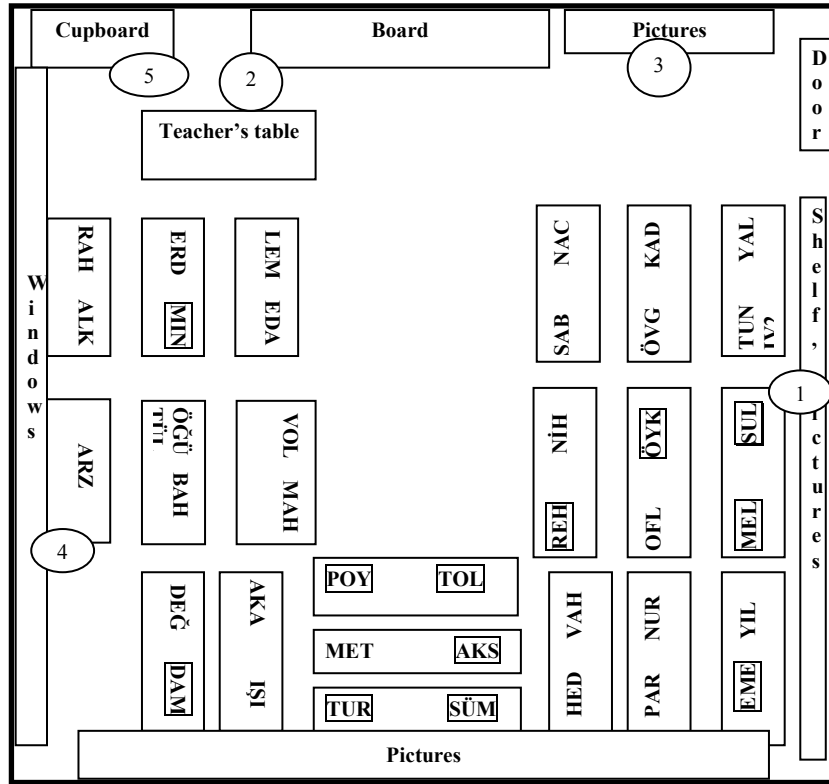 Cupboard
Board
Pictures
5
2
3
Door
Teacher's table
Windows
RAH ALK
ERD MIN
LEM EDA
SAB NAC
ÖVG KAD
TUN YAL
Shelf,
ictures
1
ARZ
ÖĞÜ BAH
VOL MAH
REH NİH
OFL ÖYK
MEL SUL
4
DEĞ DAM
AKA IŞI
POY TOL
MET AKS
TUR SÜM
HED VAH
PAR NUR
EME YIL
Pictures